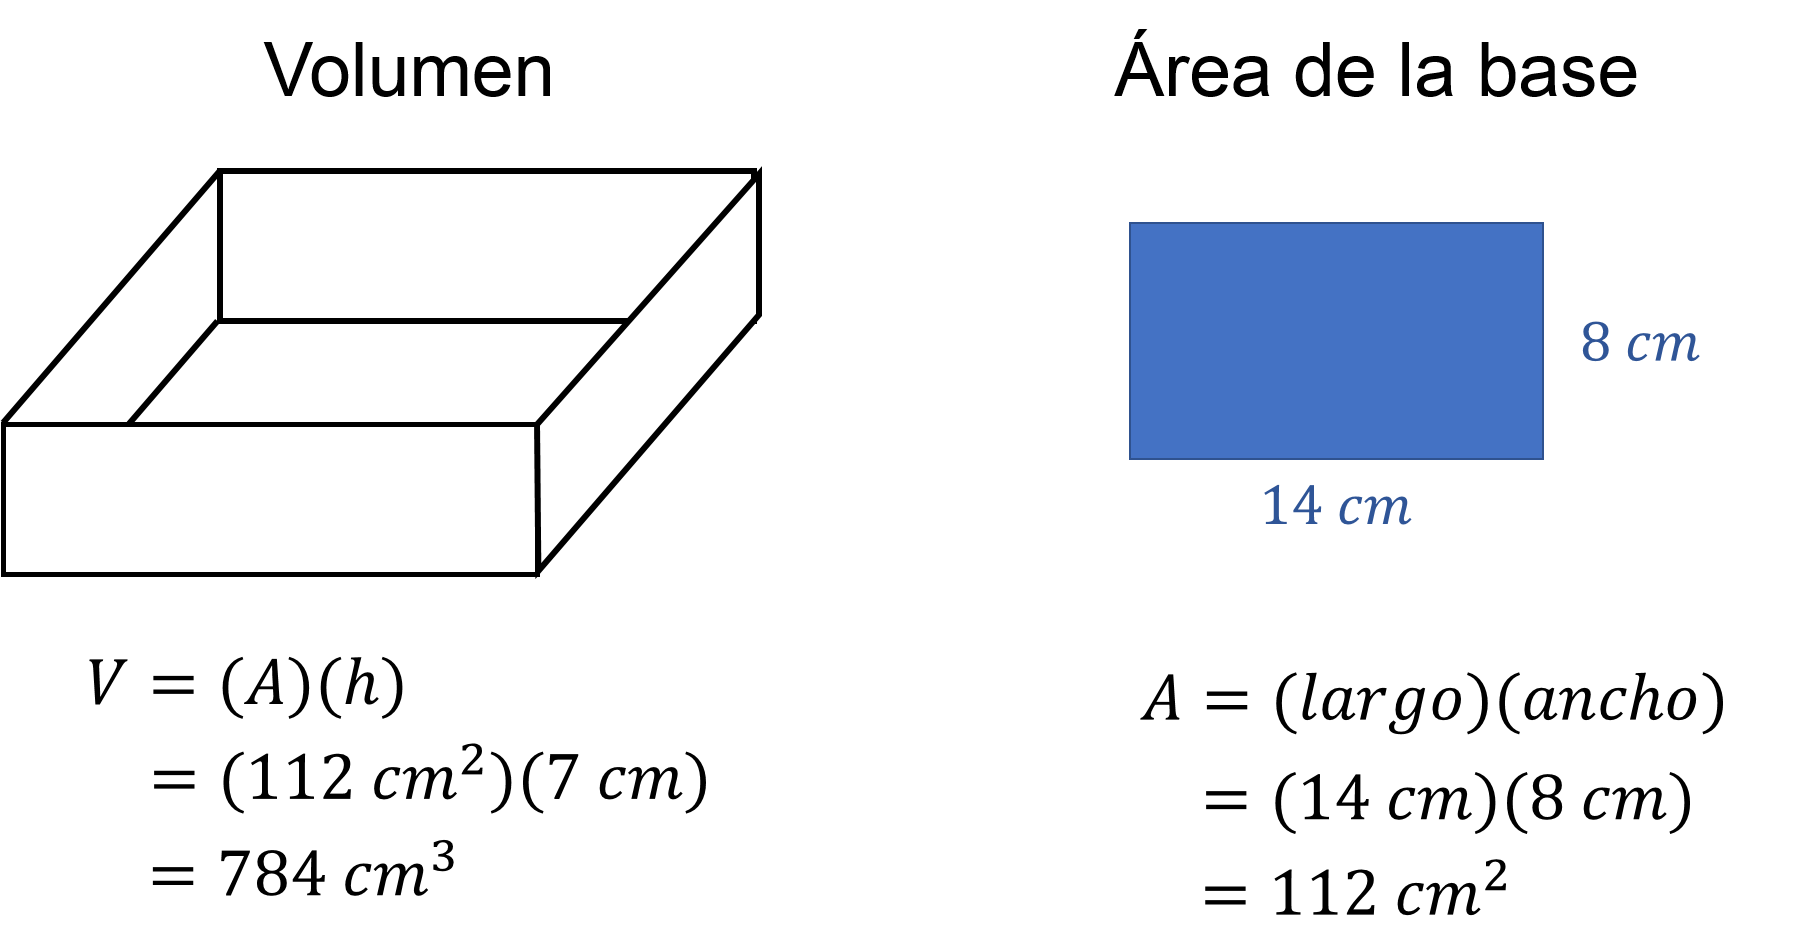 Volumen
V = (A)(h)
= (112 cm²)(7 cm)
= 784 cm³
Área de la base
8 cm
14 cm
A = (largo)(ancho)
= (14 cm)(8 cm)
= 112 cm²